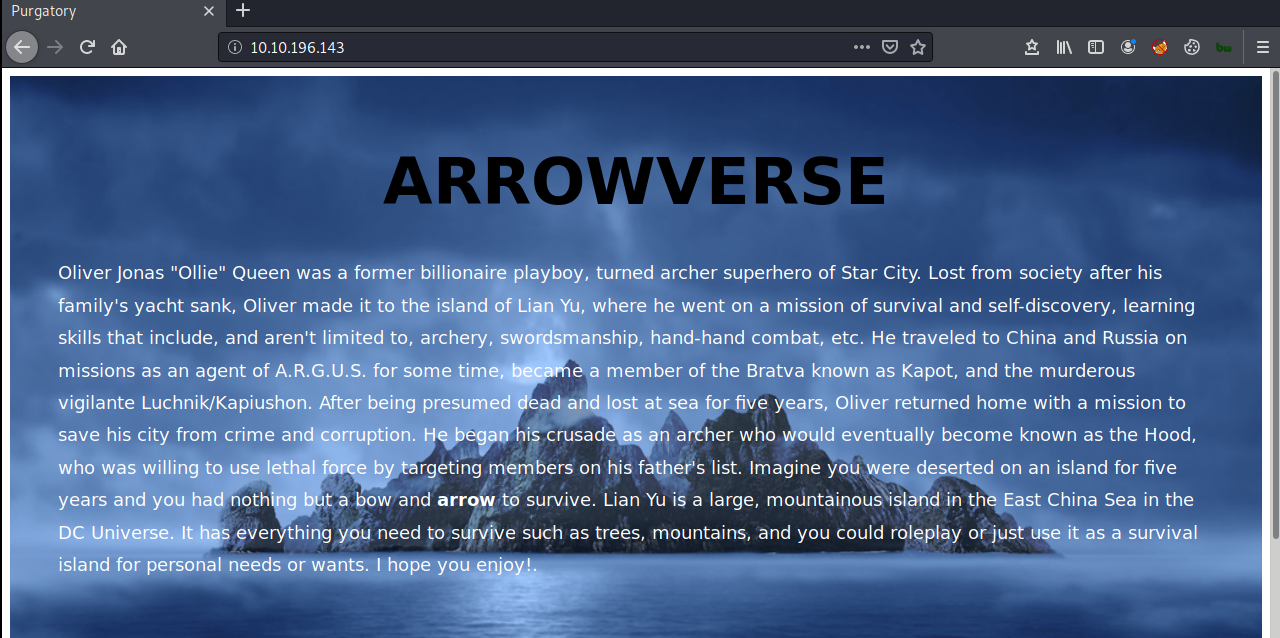 Purgatory
10.10.196.143
ARROWVERSE
Oliver Jonas "Ollie" Queen was a former billionaire playboy, turned archer superhero of Star City. Lost from society after his
family's yacht sank, Oliver made it to the island of Lian Yu, where he went on a mission of survival and self-discovery, learning
skills that include, and aren't limited to, archery, swordsmanship, hand-hand combat, etc. He traveled to China and Russia on
missions as an agent of A.R.G.U.S. for some time, became a member of the Bratva known as Kapot, and the murderous
vigilante Luchnik/Kapiushon. After being presumed dead and lost at sea for five years, Oliver returned home with a mission to
save his city from crime and corruption. He began his crusade as an archer who would eventually become known as the Hood,
who was willing to use lethal force by targeting members on his father's list. Imagine you were deserted on an island for five
years and you had nothing but a bow and arrow to survive. Lian Yu is a large, mountainous island in the East China Sea in the
DC Universe. It has everything you need to survive such as trees, mountains, and you could roleplay or just use it as a survival
island for personal needs or wants. I hope you enjoy!.